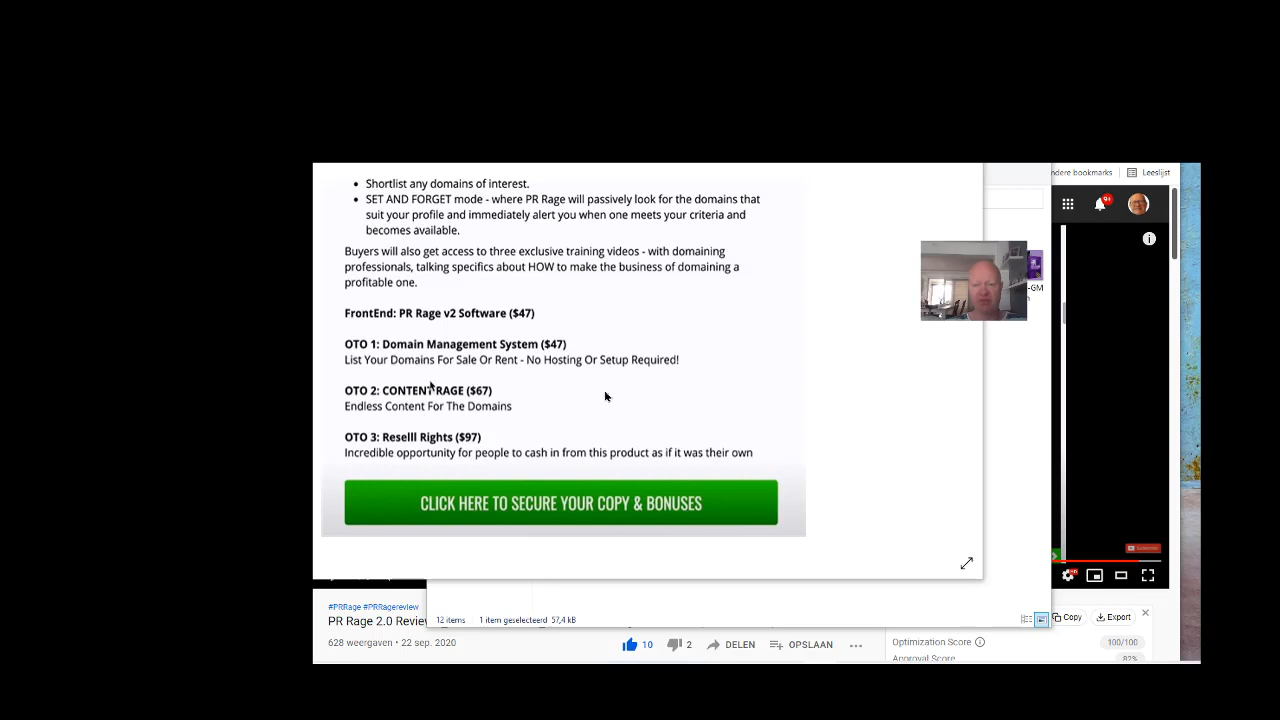 Shortlist any domains of interest.
SET AND FORGET mode - where PR Rage will passively look for the domains that
suit your profile and immediately alert you when one meets your criteria and
becomes available.
Buyers will also get access to three exclusive training videos - with domaining
professionals, talking specifics about HOW to make the business of domaining a
profitable one.
FrontEnd: PR Rage v2 Software ($47)
OTO 1: Domain Management System ($47)
List Your Domains For Sale Or Rent - No Hosting Or Setup Required!
OTO 2: CONTENT RAGE ($67)
Endless Content For The Domains
OTO 3: Reselll Rights ($97)
Incredible opportunity for people to cash in from this product as if it was their own
CLICK HERE TO SECURE YOUR COPY & BONUSES
ndere bookmarks
Leeslijst
9+
-GM
Subscribe
#PRRage #PRRagereview
PR Rage 2.0 Review
628 weergaven • 22 sep. 2020
12 items
1 item geselecteerd 57,4 kB
10
2
DELEN
OPSLAAN
Copy
Export
Optimization Score
100/100
Approval Score
82%